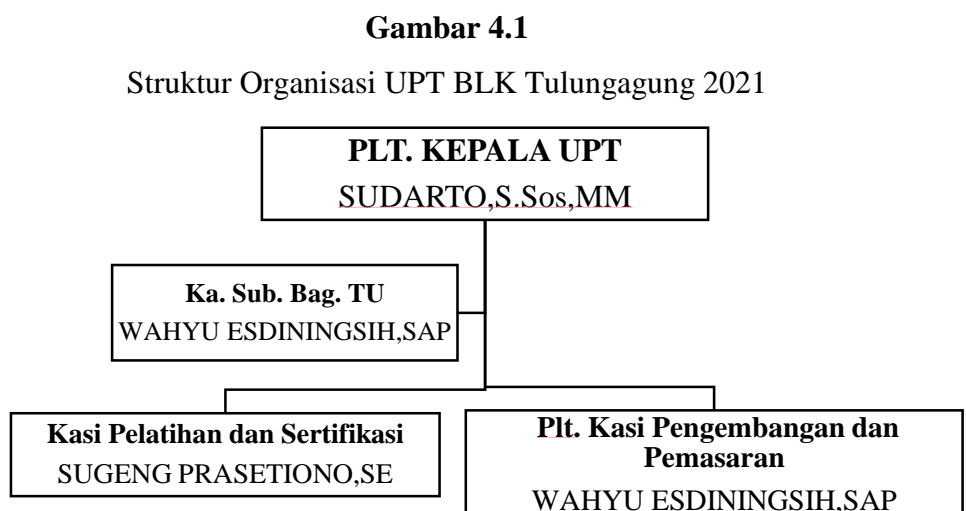 Gambar 4.1
Struktur Organisasi UPT BLK Tulungagung 2021
PLT. KEPALA UPT
SUDARTO,S.Sos,MM
Ka. Sub. Bag. TU
WAHYU ESDININGSIH,SAP
Kasi Pelatihan dan Sertifikasi
SUGENG PRASETIONO,SE
Plt. Kasi Pengembangan dan
Pemasaran
WAHYU ESDININGSIH,SAP